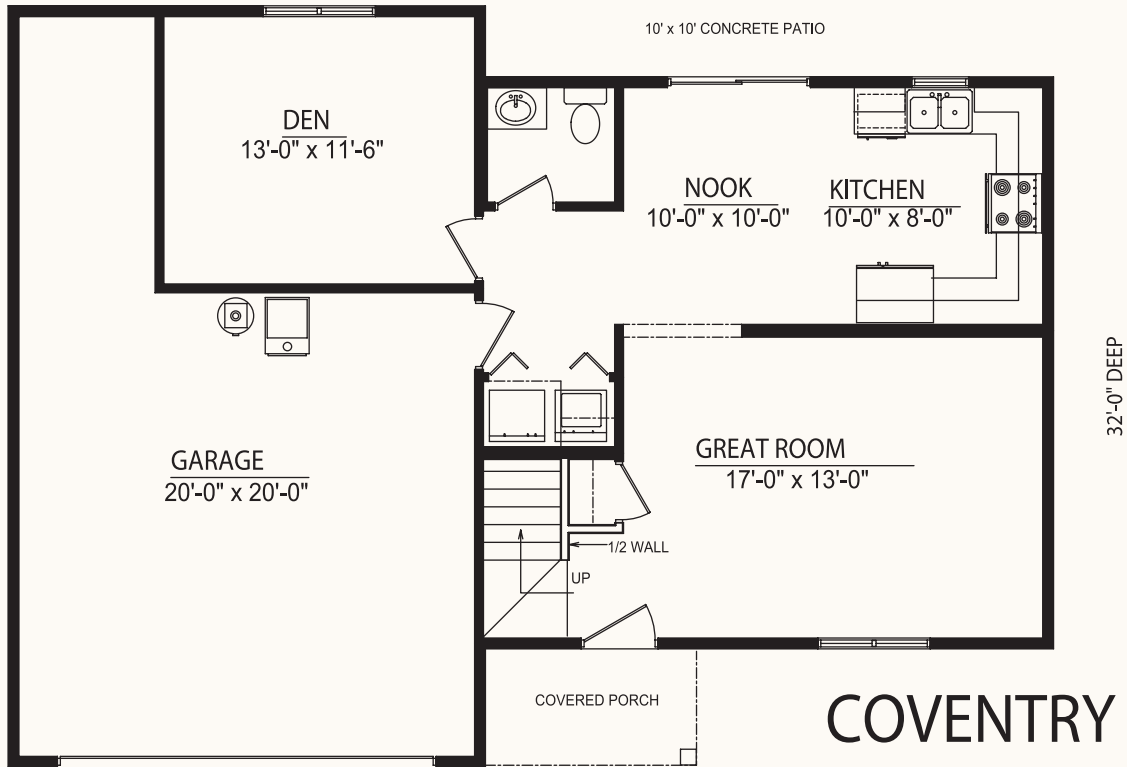 10' x 10' CONCRETE PATIO
DEN
13'-0" x 11'-6"
NOOK
10'-0" x 10'-0"
KITCHEN
10'-0" x 8'-0"
32'-0" DEEP
GARAGE
20'-0" x 20'-0"
GREAT ROOM
17'-0" x 13'-0"
1/2 WALL
UP
COVERED PORCH
COVENTRY